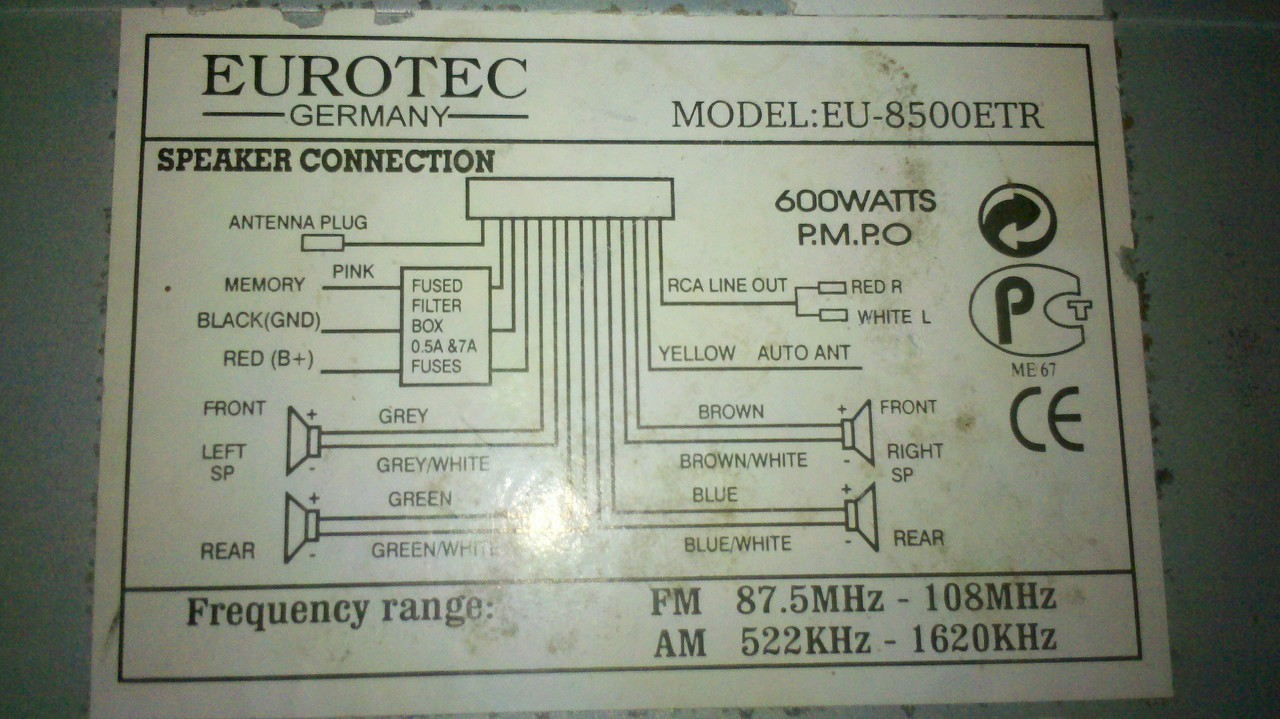 EUROTEC
GERMANY
MODEL:EU-8500ETR
SPEAKER CONNECTION
600WATTS
P.M.P.O
ANTENNA PLUG
MEMORY
PINK
BLACK(GND)
RED (B+)
FUSED
FILTER
BOX
0.5A &7A
FUSES
RCA LINE OUT
RED R
WHITE L
YELLOW AUTO ANT
P
C
T
ME 67
CE
FRONT
LEFT
SP
+
-
GREY
GREY/WHITE
REAR
+
-
GREEN
GREEN/WHITE
BROWN
BROWN/WHITE
+
-
FRONT
RIGHT
SP
BLUE
BLUE/WHITE
+
-
REAR
Frequency range:
FM 87.5MHz - 108MHz
AM 522KHz - 1620KHz